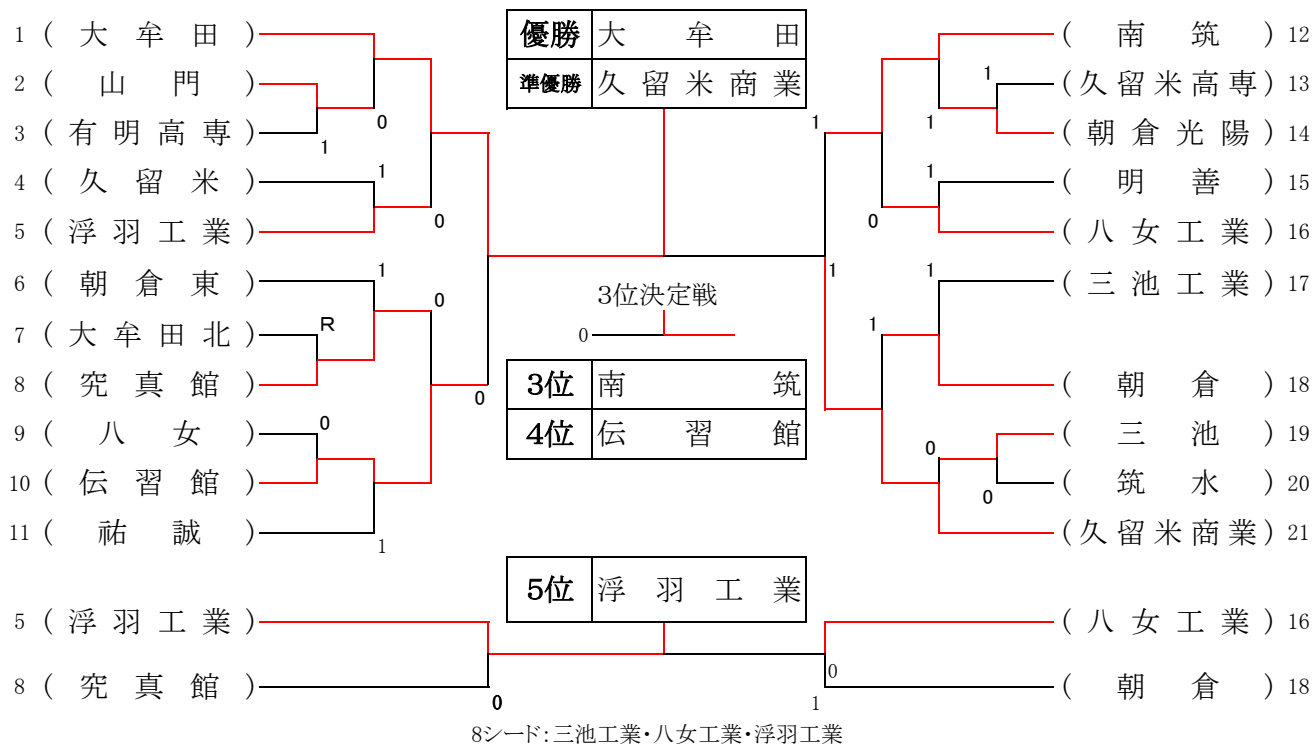 1 ( 大 牟 田 )
2 ( 山 門 )
3 ( 有 明 高 専 )
4 ( 久 留 米 )
5 ( 浮 羽 工 業 )
6 ( 朝 倉 東 )
7 ( 大 牟 田 北 )
8 ( 究 真 館 )
9 ( 八 女 )
10 ( 伝 習 館 )
11 ( 祐 誠 )
0
1
1
0
1
R
0
0
0
1
優勝 大 牟 田
準優勝 久 留 米 商 業
3位決定戦
0
3位 南 筑
4位 伝 習 館
( 南 筑 ) 12
( 久 留 米 高 専 ) 13
( 朝 倉 光 陽 ) 14
( 明 善 ) 15
( 八 女 工 業 ) 16
( 三 池 工 業 ) 17
( 朝 倉 ) 18
( 三 池 ) 19
( 筑 水 ) 20
( 久 留 米 商 業 ) 21
1
1
1
1
0
1
1
1
0
0
5位 浮 羽 工 業
5 ( 浮 羽 工 業 )
8 ( 究 真 館 )
0
( 八 女 工 業 ) 16
( 朝 倉 ) 18
0
1
8シード:三池工業・八女工業・浮羽工業